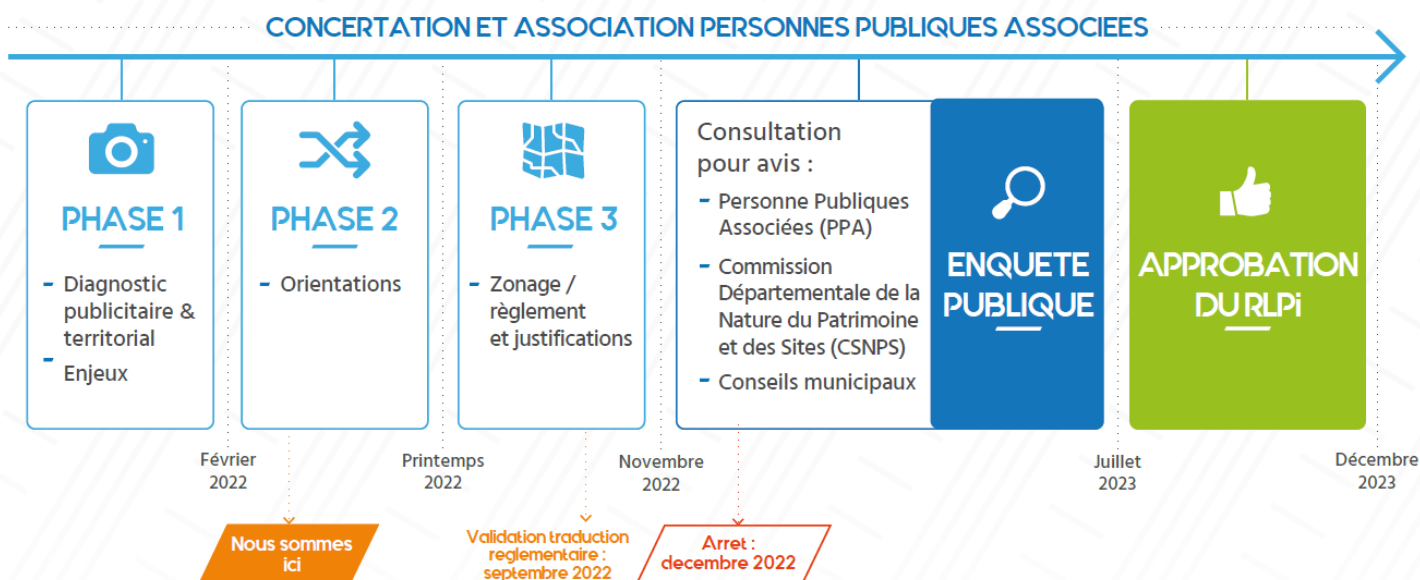 CONCERTATION ET ASSOCIATION PERSONNES PUBLIQUES ASSOCIEES
PHASE 1
- Diagnostic
publicitaire &
territorial
- Enjeux
PHASE 2
- Orientations
PHASE 3
- Zonage /
règlement
et justifications
Consultation
pour avis :
- Personne Publiques
Associées (PPA)
- Commission
Départementale de la
Nature du Patrimoine
et des Sites (CSNPS)
- Conseils municipaux
ENQUETE
PUBLIQUE
APPROBATION
DU RLPi
Février
2022
Printemps
2022
Novembre
2022
Juillet
2023
Décembre
2023
Nous sommes
ici
Validation traduction
reglementaire :
septembre 2022
Arret :
decembre 2022